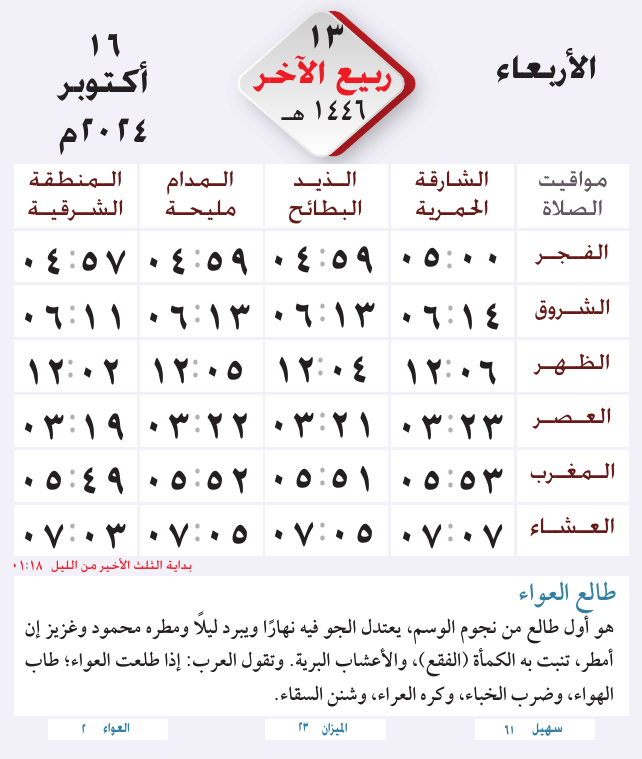 الأربعاء
١٣
ربيع الآخر
١٤٤٦ هـ
١٦
أكتوبر
٢٠٢٤م
مواقيت الصلاة	الشارقة الحمرية	الذيد البطائح	المدام مليحة	المنطقة الشرقية
الفجر	٠٥:٠٠	٠٤:٥٩	٠٤:٥٩	٠٤:٥٧
الشروق	٠٦:١٤	٠٦:١٣	٠٦:١٣	٠٦:١١
الظهر	١٢:٠٦	١٢:٠٤	١٢:٠٥	١٢:٠٢
العصر	٠٣:٢٣	٠٣:٢١	٠٣:٢٢	٠٣:١٩
المغرب	٠٥:٥٣	٠٥:٥١	٠٥:٥٢	٠٥:٤٩
العشاء	٠٧:٠٧	٠٧:٠٥	٠٧:٠٥	٠٧:٠٣
بداية الثلث الأخير من الليل ٠١:١٨
طالع العواء
هو أول طالع من نجوم الوسم، يعتدل الجو فيه نهارًا ويبرد ليلًا ومطره محمود وغزيز إن
أمطر، تنبت به الكمأة (الفقع)، والأعشاب البرية. وتقول العرب: إذا طلعت العواء؛ طاب
الهواء، وضرب الخباء، وكره العراء، وشنن السقاء.
سهيل ٦١
الميزان ٢٣
العواء ٢